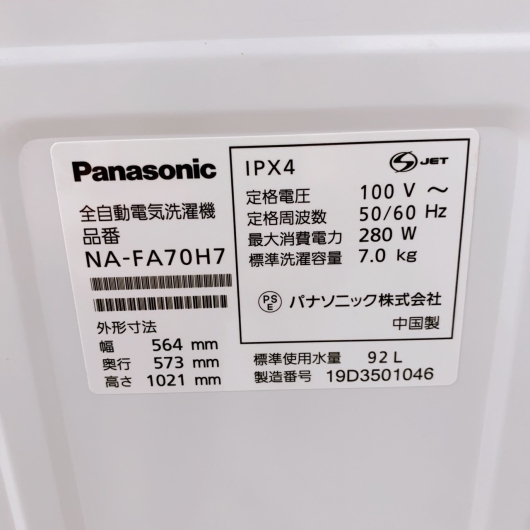 Panasonic
全自動電気洗濯機
品番
NA-FA70H7
外形寸法
幅 564 mm
奥行 573 mm
高さ 1021 mm
IPX4
S JET
定格電圧 100 V ～
定格周波数 50/60 Hz
最大消費電力 280 W
標準洗濯容量 7.0 kg
PS E パナソニック株式会社
中国製
標準使用水量 92 L
製造番号 19D3501046